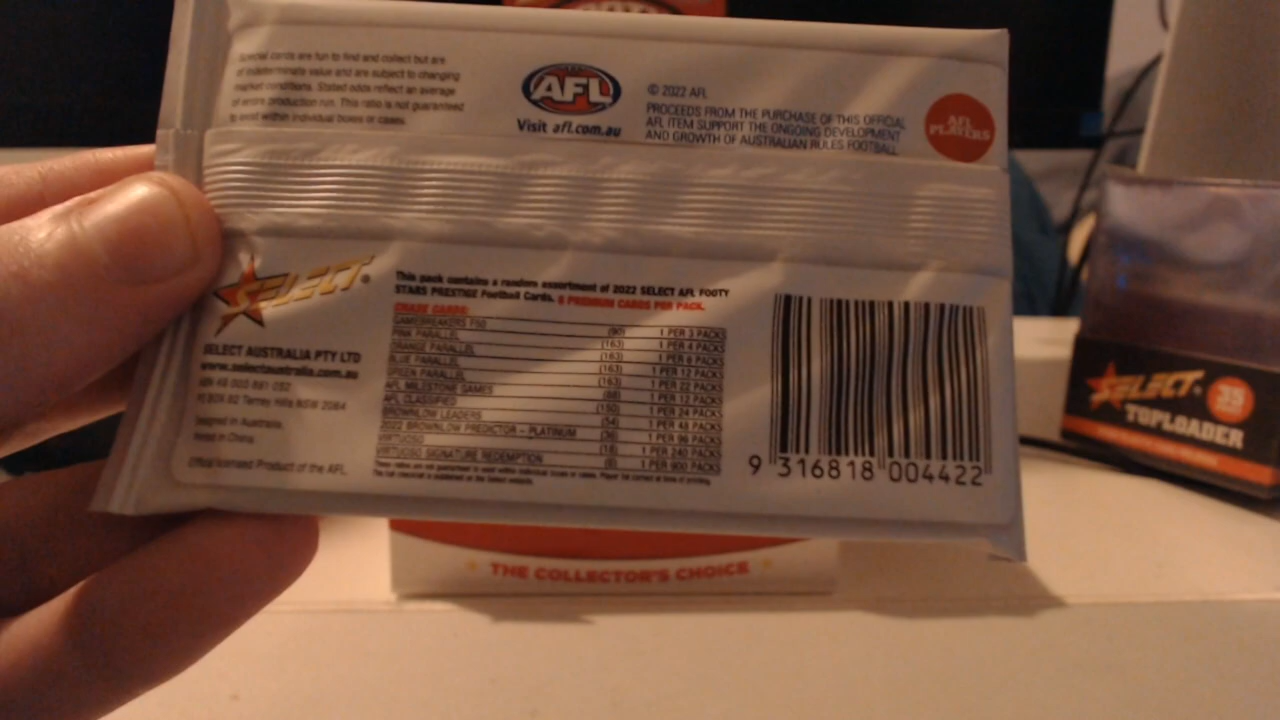 Special cards are fun to find and collect but are
of indeterminate value and are subject to changing
market conditions. Stated odds reflect an average
of entire production run. This ratio is not guaranteed
to exist within individual boxes or cases.
AFL
Visit afl.com.au
© 2022 AFL
PROCEEDS FROM THE PURCHASE OF THIS OFFICIAL
AFL ITEM SUPPORT THE ONGOING DEVELOPMENT
AND GROWTH OF AUSTRALIAN RULES FOOTBALL
AFL
PLAYERS
SELECT
SELECT AUSTRALIA PTY LTD
www.selectaustralia.com.au
PO BOX 82 Terrey Hills NSW 2084
Designed in Australia,
Printed in China.
Official licensed Product of the AFL.
This pack contains a random assortment of 2022 SELECT AFL FOOTY
STARS PRESTIGE Football Cards. 8 PREMIUM CARDS PER PACK.
CHASE CARDS:
GAMEBREAKERS F50 (90) 1 PER 3 PACKS
PINK PARALLEL (163) 1 PER 4 PACKS
ORANGE PARALLEL (163) 1 PER 6 PACKS
BLUE PARALLEL (163) 1 PER 12 PACKS
GREEN PARALLEL (163) 1 PER 22 PACKS
AFL MILESTONE GAMES (88) 1 PER 12 PACKS
AFL CLASSIFIED (150) 1 PER 24 PACKS
BROWNLOW LEADERS (54) 1 PER 48 PACKS
2022 BROWNLOW PREDICTOR – PLATINUM (36) 1 PER 96 PACKS
VIRTUOSO (18) 1 PER 240 PACKS
VIRTUOSO SIGNATURE REDEMPTION 1 PER 900 PACKS
9 316818 004422
THE COLLECTOR'S CHOICE
SELECT
35
TOPLOADER